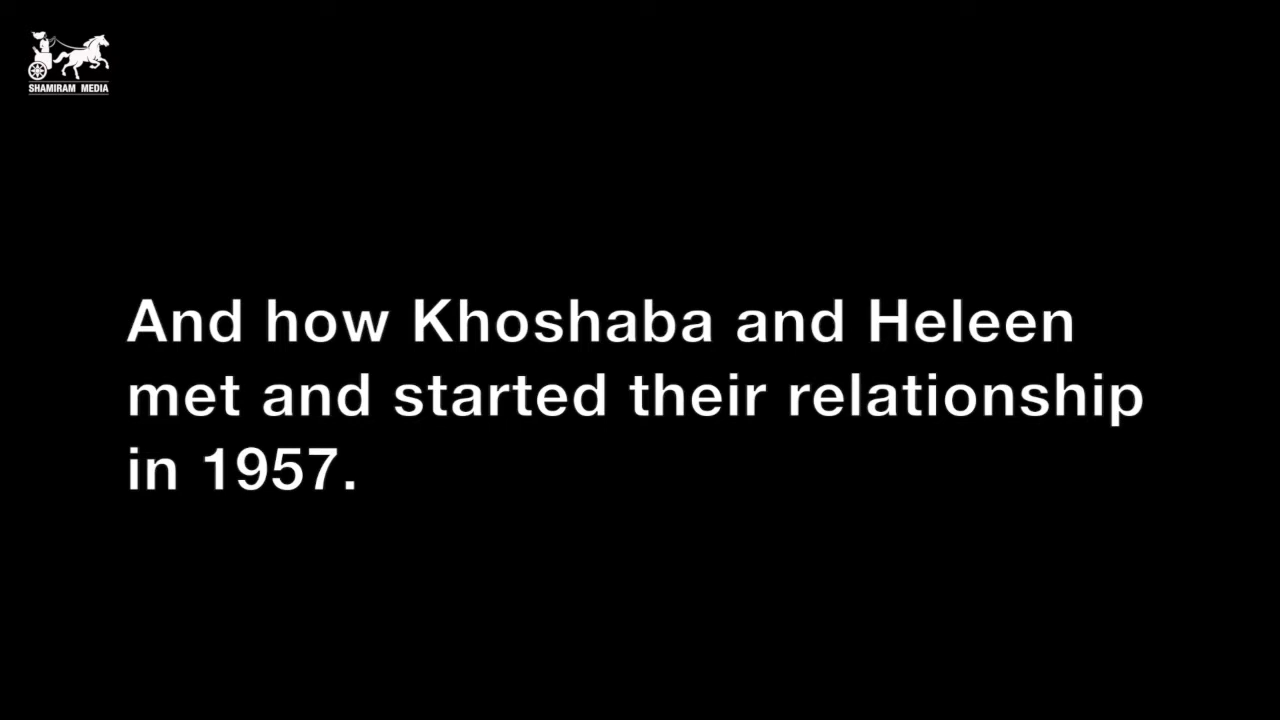 SHAMIRAM MEDIA
And how Khoshaba and Heleen
met and started their relationship
in 1957.